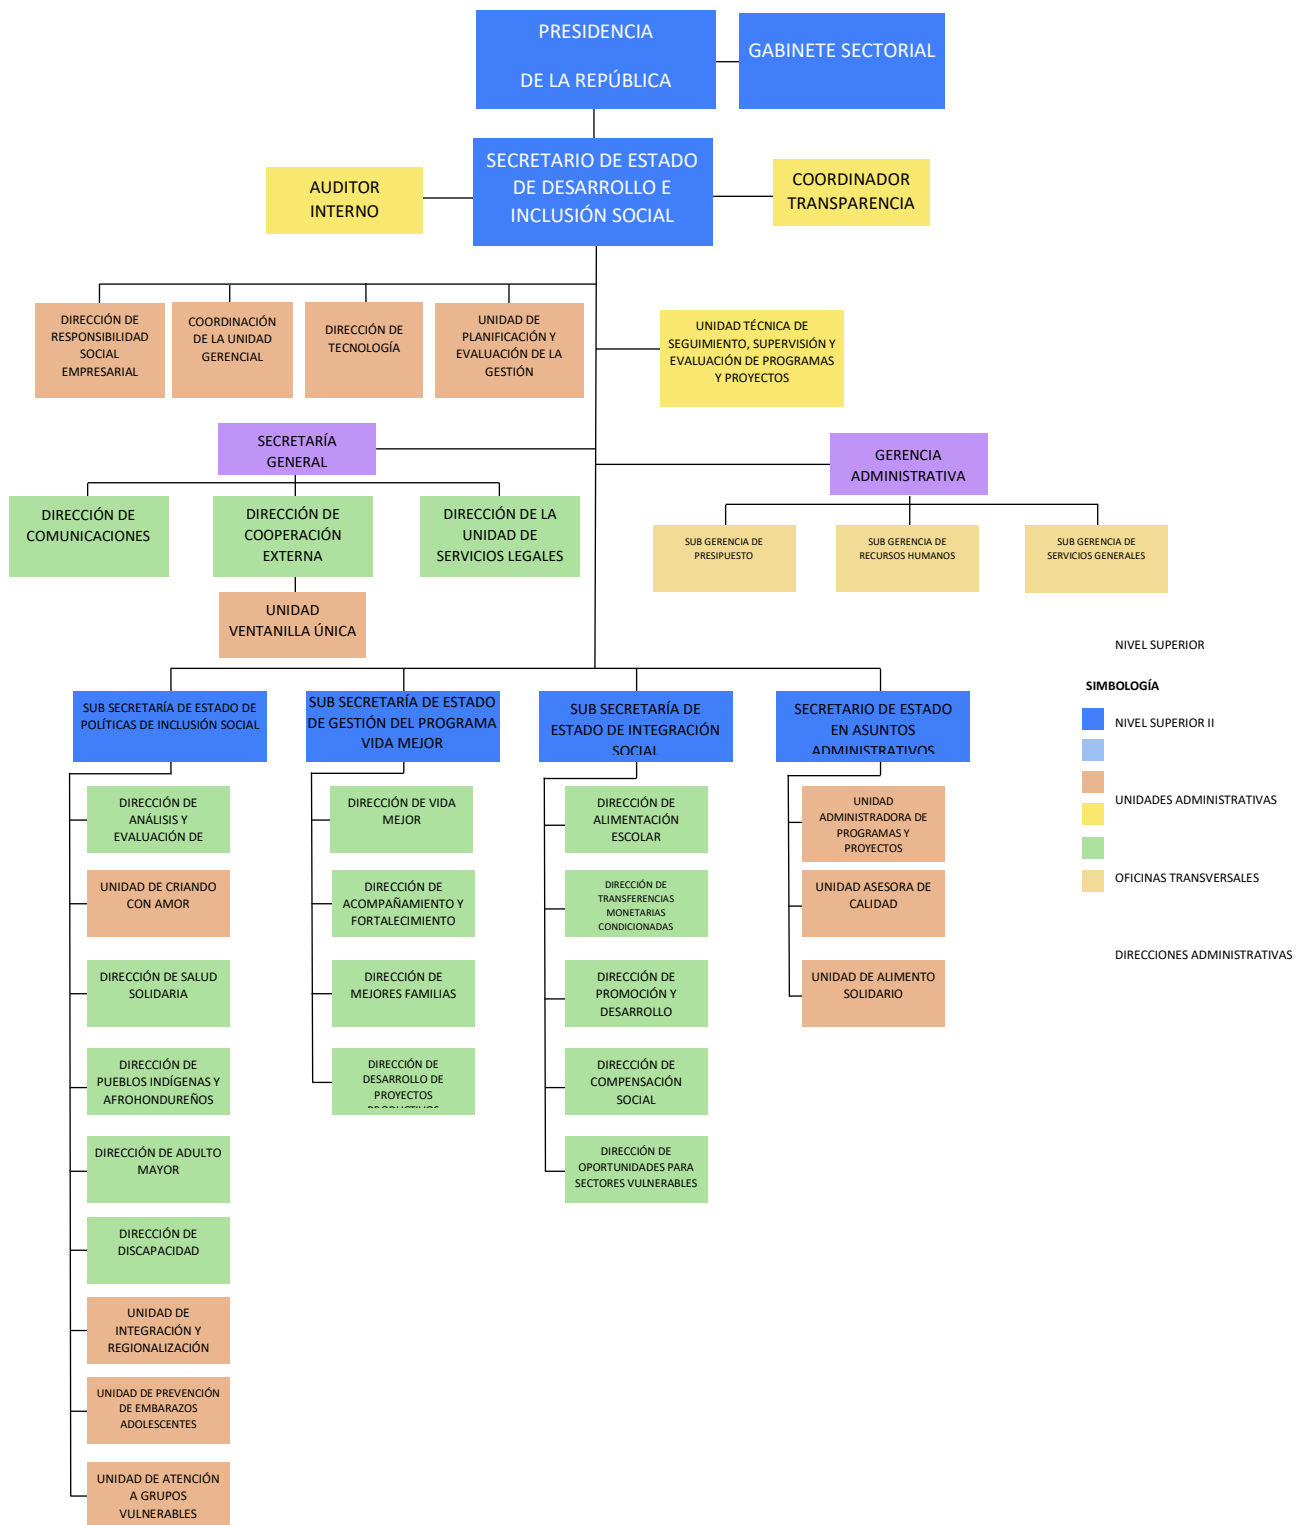 PRESIDENCIA
DE LA REPÚBLICA
GABINETE SECTORIAL
SECRETARIO DE ESTADO
DE DESARROLLO E
INCLUSIÓN SOCIAL
AUDITOR
INTERNO
COORDINADOR
TRANSPARENCIA
DIRECCIÓN DE
RESPONSIBILIDAD
SOCIAL
EMPRESARIAL
COORDINACIÓN
DE LA UNIDAD
GERENCIAL
DIRECCIÓN DE
TECNOLOGÍA
UNIDAD DE
PLANIFICACIÓN Y
EVALUACIÓN DE LA
GESTIÓN
UNIDAD TÉCNICA DE
SEGUIMIENTO, SUPERVISIÓN Y
EVALUACIÓN DE PROGRAMAS
Y PROYECTOS
SECRETARÍA
GENERAL
GERENCIA
ADMINISTRATIVA
DIRECCIÓN DE
COMUNICACIONES
DIRECCIÓN DE
COOPERACIÓN
EXTERNA
DIRECCIÓN DE LA
UNIDAD DE
SERVICIOS LEGALES
SUB GERENCIA DE
PRESIPUESTO
SUB GERENCIA DE
RECURSOS HUMANOS
SUB GERENCIA DE
SERVICIOS GENERALES
UNIDAD
VENTANILLA ÚNICA
NIVEL SUPERIOR
SIMBOLOGÍA
NIVEL SUPERIOR II
UNIDADES ADMINISTRATIVAS
OFICINAS TRANSVERSALES
DIRECCIONES ADMINISTRATIVAS
SUB SECRETARÍA DE ESTADO DE
POLÍTICAS DE INCLUSIÓN SOCIAL
SUB SECRETARÍA DE ESTADO
DE GESTIÓN DEL PROGRAMA
VIDA MEJOR
SUB SECRETARÍA DE
ESTADO DE INTEGRACIÓN
SOCIAL
SECRETARIO DE ESTADO
EN ASUNTOS
ADMINISTRATIVOS
DIRECCIÓN DE
ANÁLISIS Y
EVALUACIÓN DE
UNIDAD DE CRIANDO
CON AMOR
DIRECCIÓN DE SALUD
SOLIDARIA
DIRECCIÓN DE
PUEBLOS INDÍGENAS Y
AFROHONDUREÑOS
DIRECCIÓN DE ADULTO
MAYOR
DIRECCIÓN DE
DISCAPACIDAD
UNIDAD DE
INTEGRACIÓN Y
REGIONALIZACIÓN
UNIDAD DE PREVENCIÓN
DE EMBARAZOS
ADOLESCENTES
UNIDAD DE ATENCIÓN
A GRUPOS
VULNERABLES
DIRECCIÓN DE VIDA
MEJOR
DIRECCIÓN DE
ACOMPAÑAMIENTO Y
FORTALECIMIENTO
DIRECCIÓN DE
MEJORES FAMILIAS
DIRECCIÓN DE
DESARROLLO DE
PROYECTOS
PRODUCTIVOS
DIRECCIÓN DE
ALIMENTACIÓN
ESCOLAR
DIRECCIÓN DE
TRANSFERENCIAS
MONETARIAS
CONDICIONADAS
DIRECCIÓN DE
PROMOCIÓN Y
DESARROLLO
DIRECCIÓN DE
COMPENSACIÓN
SOCIAL
DIRECCIÓN DE
OPORTUNIDADES PARA
SECTORES VULNERABLES
UNIDAD
ADMINISTRADORA DE
PROGRAMAS Y
PROYECTOS
UNIDAD ASESORA DE
CALIDAD
UNIDAD DE ALIMENTO
SOLIDARIO